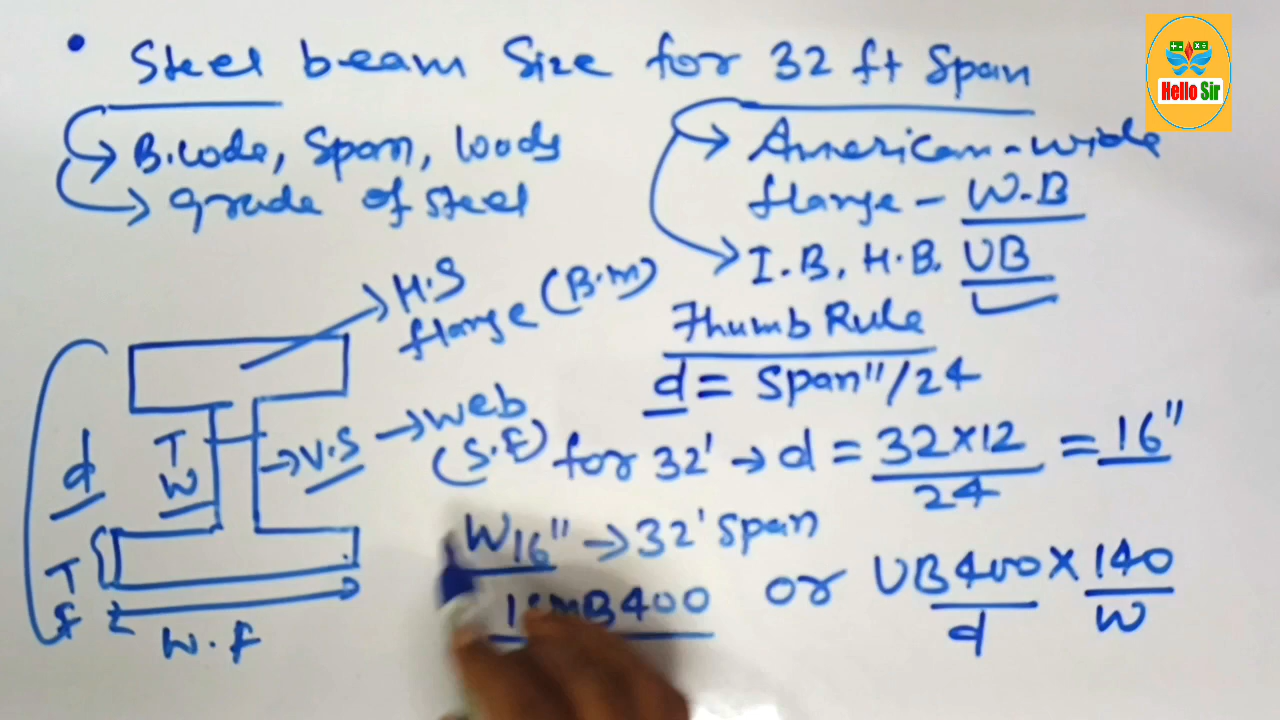 • Steel beam Size for 32 ft Span
B.code, Span, loads
grade of steel
American-wide
flange - W-B
I.B, H.B. UB
H.S
flange (B.m)
Thumb Rule
d = Span"/24
web
(S.F)
V.S
T
W
d
T
f
W.F
for 32' → d = 32×12 = 16"
24
W16" → 32' Span
ISMB400 or UB400 × 140
d W
Hello Sir